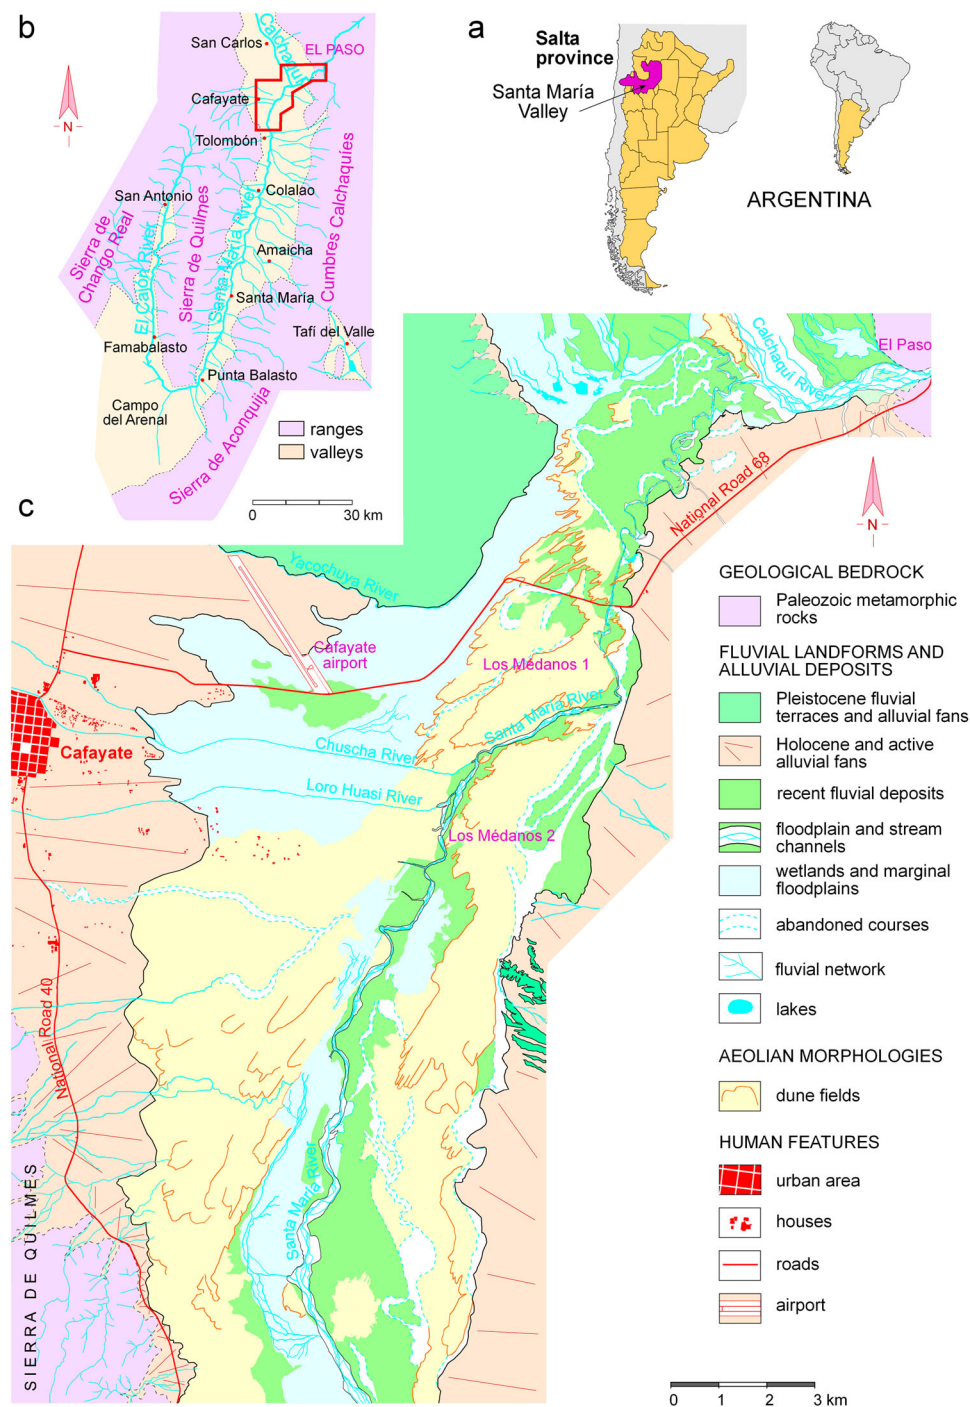 b
San Carlos
Calchaquí
EL PASO
Cafayate
Tolombón
N
San Antonio
Colalao
Sierra de
Chango Real
El Cajón River
Sierra de Quilmes
Santa María River
Cumbres Calchaquíes
Amaicha
Santa María
Tafí del Valle
Famabalasto
Punta Balasto
Campo
del Arenal
Sierra de Aconquija
ranges
valleys
0 30 km
a
Salta
province
Santa María
Valley
ARGENTINA
c
Calchaquí River
El Paso
National Road 68
N
Yacochuya River
Cafayate
airport
Los Médanos 1
Santa María River
Cafayate
Chuscha River
Loro Huasi River
Los Médanos 2
National Road 40
Santa María River
SIERRA DE QUILMES
GEOLOGICAL BEDROCK
Paleozoic metamorphic
rocks
FLUVIAL LANDFORMS AND
ALLUVIAL DEPOSITS
Pleistocene fluvial
terraces and alluvial fans
Holocene and active
alluvial fans
recent fluvial deposits
floodplain and stream
channels
wetlands and marginal
floodplains
abandoned courses
fluvial network
lakes
AEOLIAN MORPHOLOGIES
dune fields
HUMAN FEATURES
urban area
houses
roads
airport
0 1 2 3 km